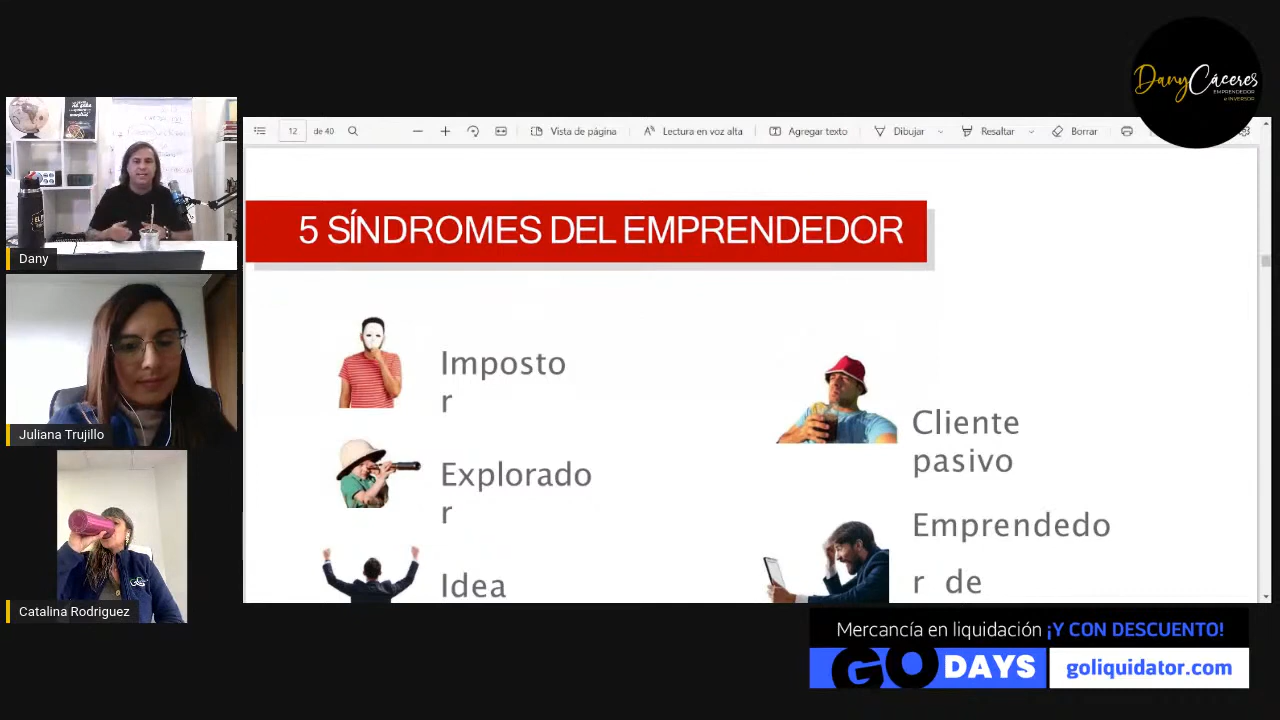 Dany Cáceres
EMPRENDEDOR
e INVERSOR
12 de 40
Vista de página
Lectura en voz alta
Agregar texto
Dibujar
Resaltar
Borrar
5 SÍNDROMES DEL EMPRENDEDOR
Imposto
r
Explorado
r
Idea
Cliente
pasivo
Emprendedo
r de
Dany
Juliana Trujillo
Catalina Rodriguez
Mercancía en liquidación ¡Y CON DESCUENTO!
GO DAYS
goliquidator.com